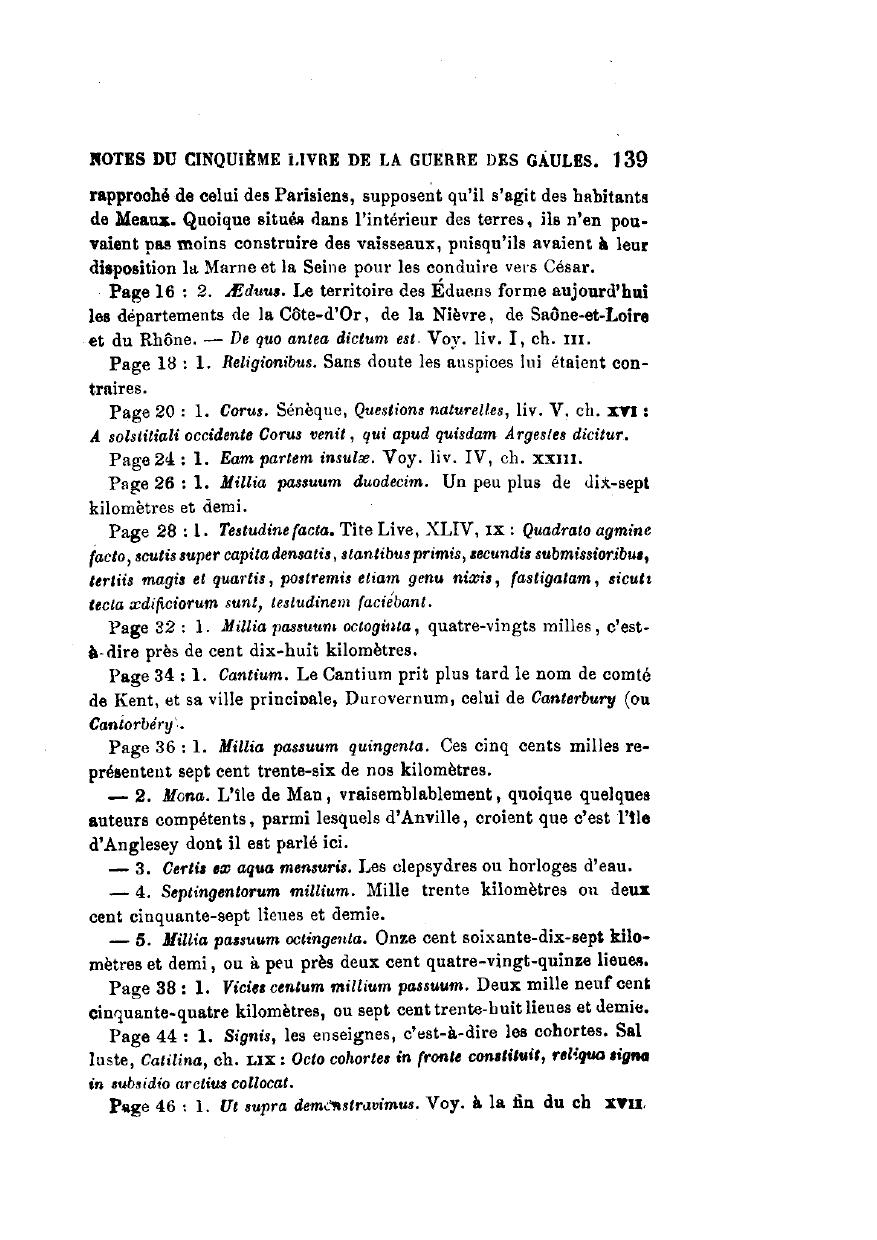 NOTES DU CINQUIÈME LIVRE DE LA GUERRE DES GAULES. 139
rapproché de celui des Parisiens, supposent qu'il s'agit des habitants
de Meaux. Quoique situés dans l'intérieur des terres, ils n'en pou-
vaient pas moins construire des vaisseaux, puisqu'ils avaient à leur
disposition la Marne et la Seine pour les conduire vers César.
Page 16 : 2. Æduus. Le territoire des Éduens forme aujourd'hui
les départements de la Côte-d'Or, de la Nièvre, de Saône-et-Loire
et du Rhône. — De quo antea dictum est. Voy. liv. I, ch. III.
Page 18 : 1. Religionibus. Sans doute les auspices lui étaient con-
traires.
Page 20 : 1. Corus. Sénèque, Questions naturelles, liv. V, ch. XVI :
A solstitiali occidente Corus venit, qui apud quisdam Argestes dicitur.
Page 24 : 1. Eam partem insulæ. Voy. liv. IV, ch. XXIII.
Page 26 : 1. Millia passuum duodecim. Un peu plus de dix-sept
kilomètres et demi.
Page 28 : 1. Testudine facta. Tite Live, XLIV, IX : Quadrato agmine
facto, scutis super capita densatis, stantibus primis, secundis submissioribus,
tertiis magis et quartis, postremis etiam genu nixis, fastigatam, sicuti
tecta ædificiorum sunt, testudinem faciebant.
Page 32 : 1. Millia passuum octoginta, quatre-vingts milles, c'est-
à-dire près de cent dix-huit kilomètres.
Page 34 : 1. Cantium. Le Cantium prit plus tard le nom de comté
de Kent, et sa ville principale, Durovernum, celui de Canterbury (ou
Cantorbéry).
Page 36 : 1. Millia passuum quingenta. Ces cinq cents milles re-
présentent sept cent trente-six de nos kilomètres.
— 2. Mona. L'île de Man, vraisemblablement, quoique quelques
auteurs compétents, parmi lesquels d'Anville, croient que c'est l'île
d'Anglesey dont il est parlé ici.
— 3. Certis ex aqua mensuris. Les clepsydres ou horloges d'eau.
— 4. Septingentorum millium. Mille trente kilomètres ou deux
cent cinquante-sept lieues et demie.
— 5. Millia passuum octingenta. Onze cent soixante-dix-sept kilo-
mètres et demi, ou à peu près deux cent quatre-vingt-quinze lieues.
Page 38 : 1. Vicies centum millium passuum. Deux mille neuf cent
cinquante-quatre kilomètres, ou sept cent trente-huit lieues et demie.
Page 44 : 1. Signis, les enseignes, c'est-à-dire les cohortes. Sal
luste, Catilina, ch. LIX : Octo cohortes in fronte constituit, reliqua signa
in subsidio arctius collocat.
Page 46 : 1. Ut supra demonstravimus. Voy. à la fin du ch XVII.